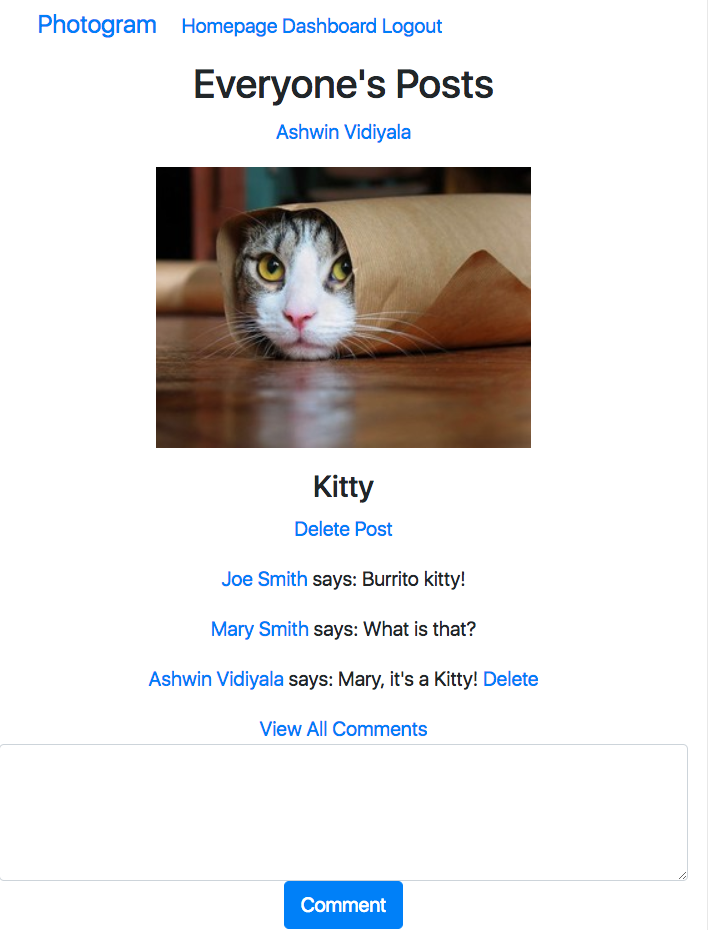 Photogram Homepage Dashboard Logout
Everyone's Posts
Ashwin Vidiyala
Kitty
Delete Post
Joe Smith says: Burrito kitty!
Mary Smith says: What is that?
Ashwin Vidiyala says: Mary, it's a Kitty! Delete
View All Comments
Comment